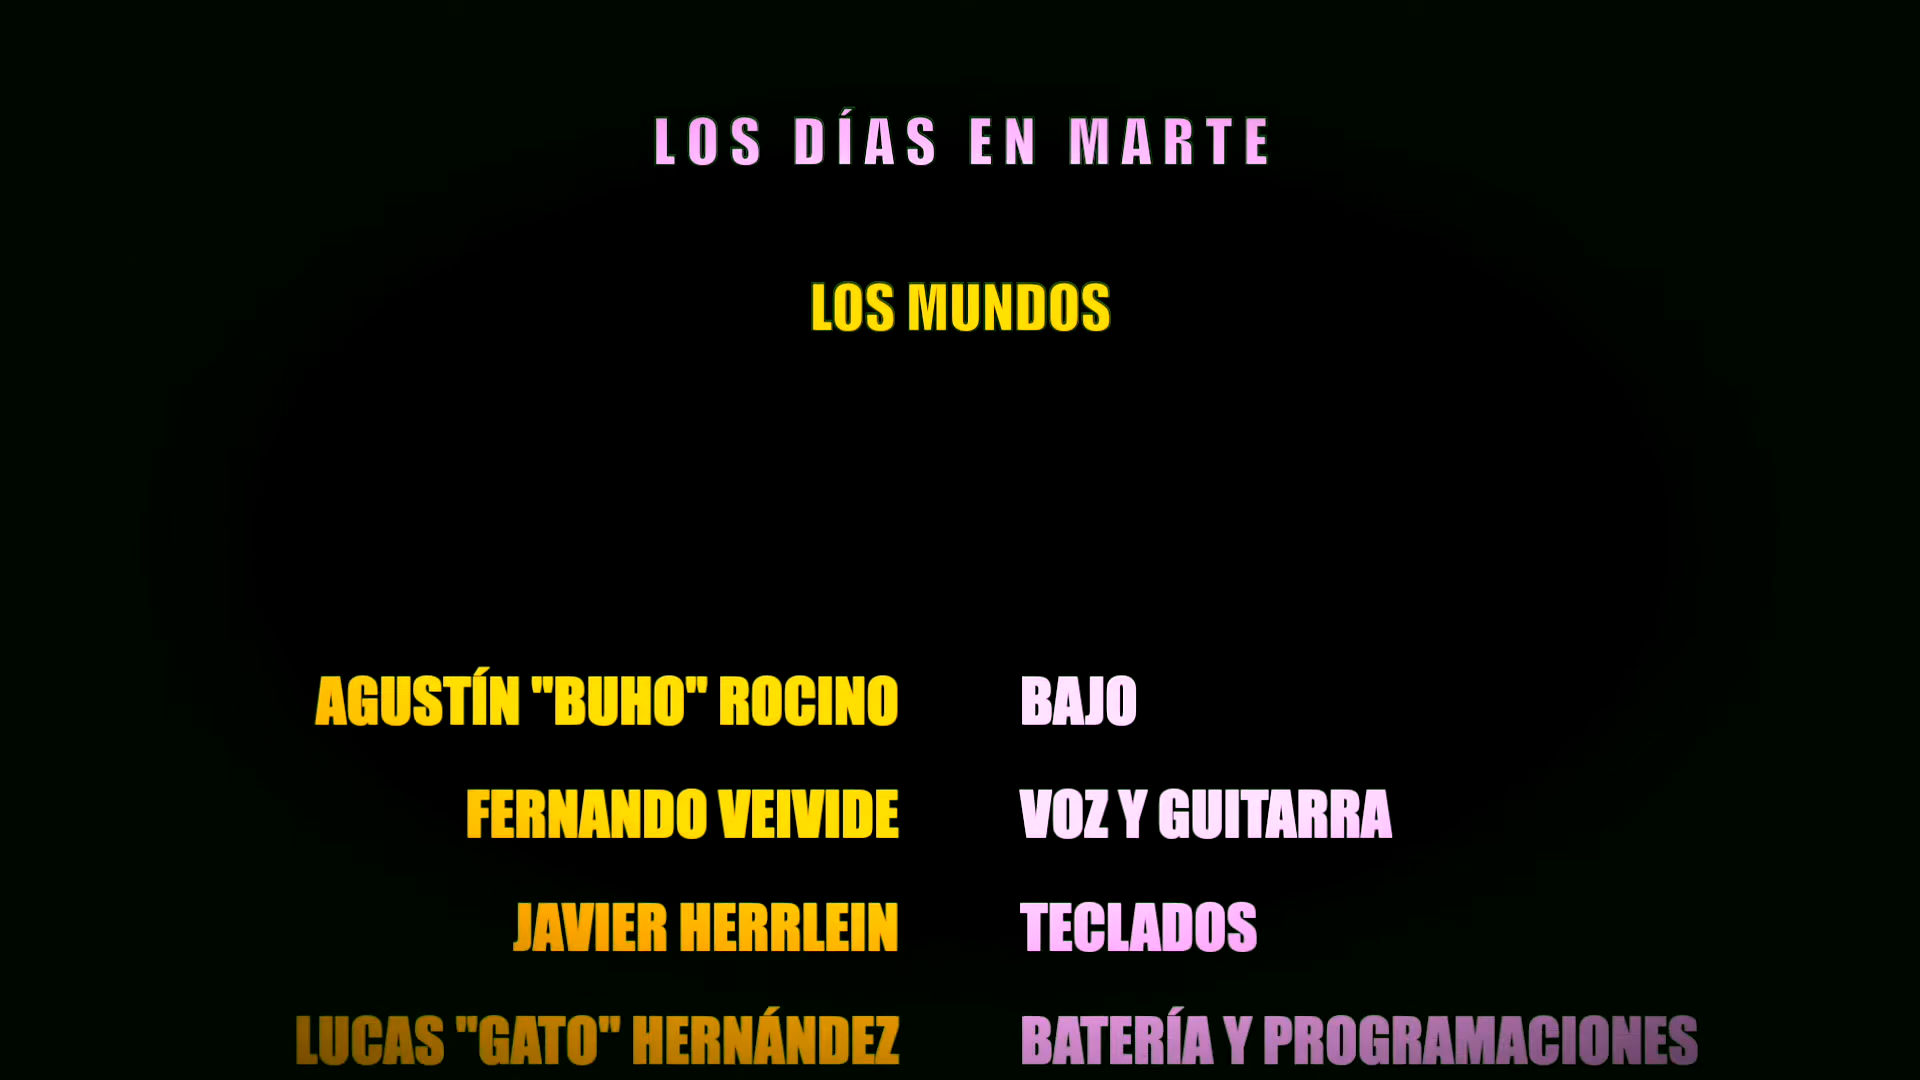 LOS DÍAS EN MARTE
LOS MUNDOS
AGUSTÍN "BUHO" ROCINO BAJO
FERNANDO VEIVIDE VOZ Y GUITARRA
JAVIER HERRLEIN TECLADOS
LUCAS "GATO" HERNÁNDEZ BATERÍA Y PROGRAMACIONES